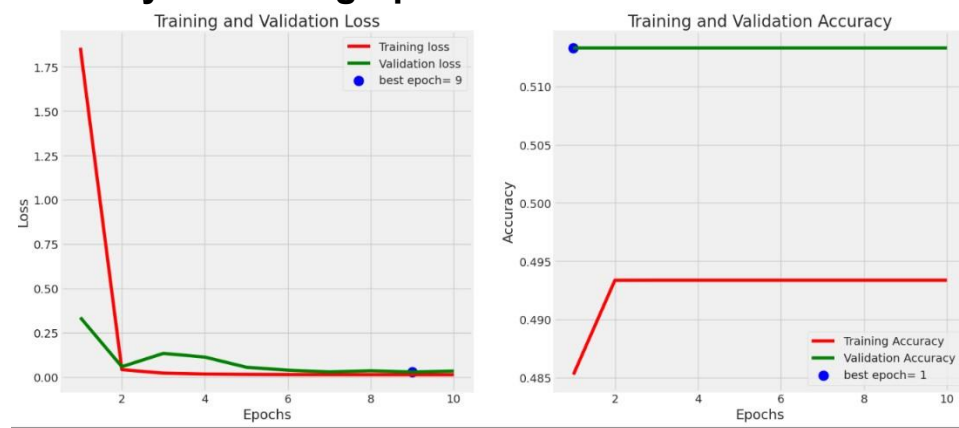 Training and Validation Loss
Training loss
Validation loss
best epoch= 9
1.75
1.50
1.25
1.00
0.75
0.50
0.25
0.00
Loss
2 4 6 8 10
Epochs
Training and Validation Accuracy
0.510
0.505
0.500
0.495
0.490
0.485
Accuracy
Training Accuracy
Validation Accuracy
best epoch= 1
2 4 6 8 10
Epochs